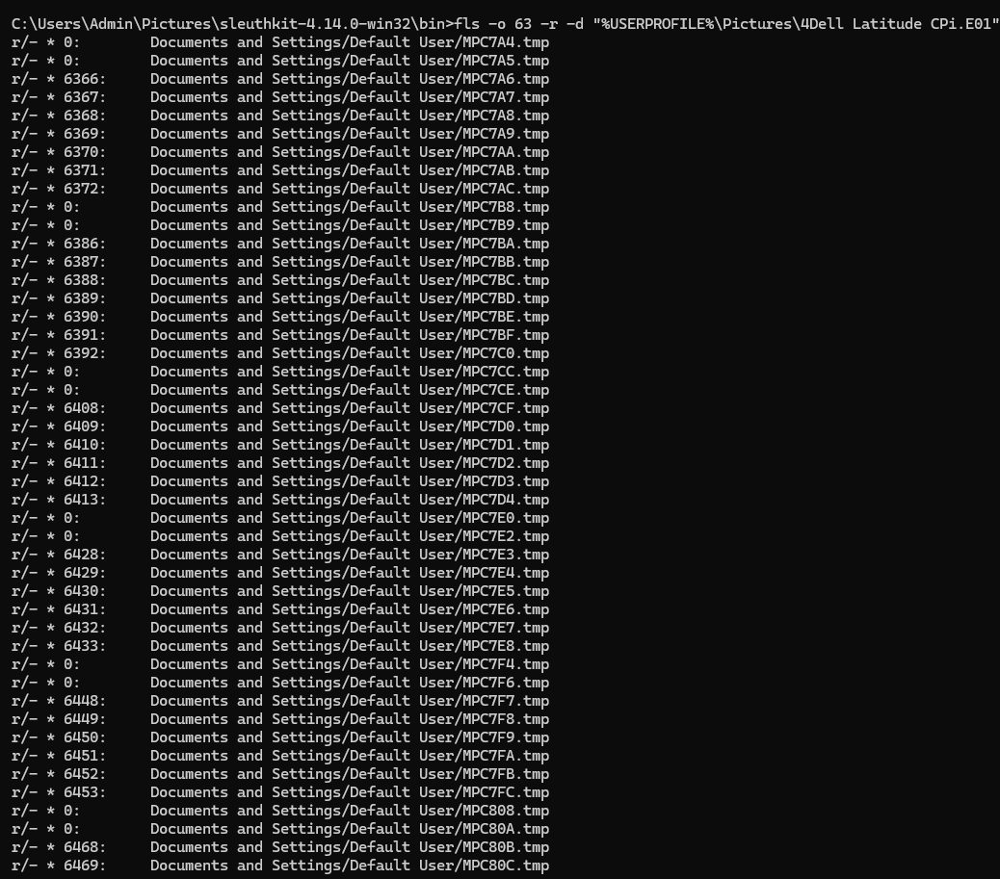 C:\Users\Admin\Pictures\sleuthkit-4.14.0-win32\bin>fls -o 63 -r -d "%USERPROFILE%\Pictures\4Dell Latitude CPi.E01"
r/- * 0:        Documents and Settings/Default User/MPC7A4.tmp
r/- * 0:        Documents and Settings/Default User/MPC7A5.tmp
r/- * 6366:     Documents and Settings/Default User/MPC7A6.tmp
r/- * 6367:     Documents and Settings/Default User/MPC7A7.tmp
r/- * 6368:     Documents and Settings/Default User/MPC7A8.tmp
r/- * 6369:     Documents and Settings/Default User/MPC7A9.tmp
r/- * 6370:     Documents and Settings/Default User/MPC7AA.tmp
r/- * 6371:     Documents and Settings/Default User/MPC7AB.tmp
r/- * 6372:     Documents and Settings/Default User/MPC7AC.tmp
r/- * 0:        Documents and Settings/Default User/MPC7B8.tmp
r/- * 0:        Documents and Settings/Default User/MPC7B9.tmp
r/- * 6386:     Documents and Settings/Default User/MPC7BA.tmp
r/- * 6387:     Documents and Settings/Default User/MPC7BB.tmp
r/- * 6388:     Documents and Settings/Default User/MPC7BC.tmp
r/- * 6389:     Documents and Settings/Default User/MPC7BD.tmp
r/- * 6390:     Documents and Settings/Default User/MPC7BE.tmp
r/- * 6391:     Documents and Settings/Default User/MPC7BF.tmp
r/- * 6392:     Documents and Settings/Default User/MPC7C0.tmp
r/- * 0:        Documents and Settings/Default User/MPC7CC.tmp
r/- * 0:        Documents and Settings/Default User/MPC7CE.tmp
r/- * 6408:     Documents and Settings/Default User/MPC7CF.tmp
r/- * 6409:     Documents and Settings/Default User/MPC7D0.tmp
r/- * 6410:     Documents and Settings/Default User/MPC7D1.tmp
r/- * 6411:     Documents and Settings/Default User/MPC7D2.tmp
r/- * 6412:     Documents and Settings/Default User/MPC7D3.tmp
r/- * 6413:     Documents and Settings/Default User/MPC7D4.tmp
r/- * 0:        Documents and Settings/Default User/MPC7E0.tmp
r/- * 0:        Documents and Settings/Default User/MPC7E2.tmp
r/- * 6428:     Documents and Settings/Default User/MPC7E3.tmp
r/- * 6429:     Documents and Settings/Default User/MPC7E4.tmp
r/- * 6430:     Documents and Settings/Default User/MPC7E5.tmp
r/- * 6431:     Documents and Settings/Default User/MPC7E6.tmp
r/- * 6432:     Documents and Settings/Default User/MPC7E7.tmp
r/- * 6433:     Documents and Settings/Default User/MPC7E8.tmp
r/- * 0:        Documents and Settings/Default User/MPC7F4.tmp
r/- * 0:        Documents and Settings/Default User/MPC7F6.tmp
r/- * 6448:     Documents and Settings/Default User/MPC7F7.tmp
r/- * 6449:     Documents and Settings/Default User/MPC7F8.tmp
r/- * 6450:     Documents and Settings/Default User/MPC7F9.tmp
r/- * 6451:     Documents and Settings/Default User/MPC7FA.tmp
r/- * 6452:     Documents and Settings/Default User/MPC7FB.tmp
r/- * 6453:     Documents and Settings/Default User/MPC7FC.tmp
r/- * 0:        Documents and Settings/Default User/MPC808.tmp
r/- * 0:        Documents and Settings/Default User/MPC80A.tmp
r/- * 6468:     Documents and Settings/Default User/MPC80B.tmp
r/- * 6469:     Documents and Settings/Default User/MPC80C.tmp